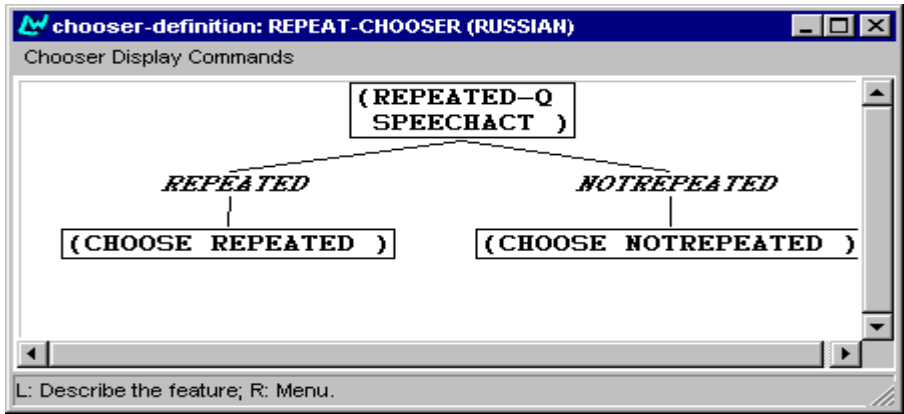 chooser-definition: REPEAT-CHOOSER (RUSSIAN)
Chooser Display Commands
(REPEATED-Q
SPEECHACT )
REPEATED NOTREPEATED
(CHOOSE REPEATED ) (CHOOSE NOTREPEATED )
L: Describe the feature; R: Menu.